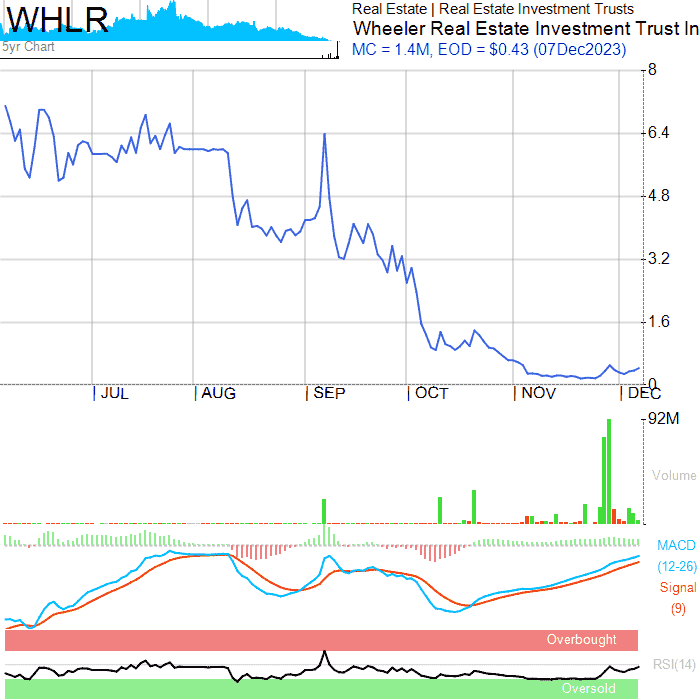 WHLR
5yr Chart
Real Estate | Real Estate Investment Trusts
Wheeler Real Estate Investment Trust In
MC = 1.4M, EOD = $0.43 (07Dec2023)
8
6.4
4.8
3.2
1.6
0
JUL
AUG
SEP
OCT
NOV
DEC
92M
Volume
MACD
(12-26)
Signal
(9)
Overbought
RSI(14)
Oversold